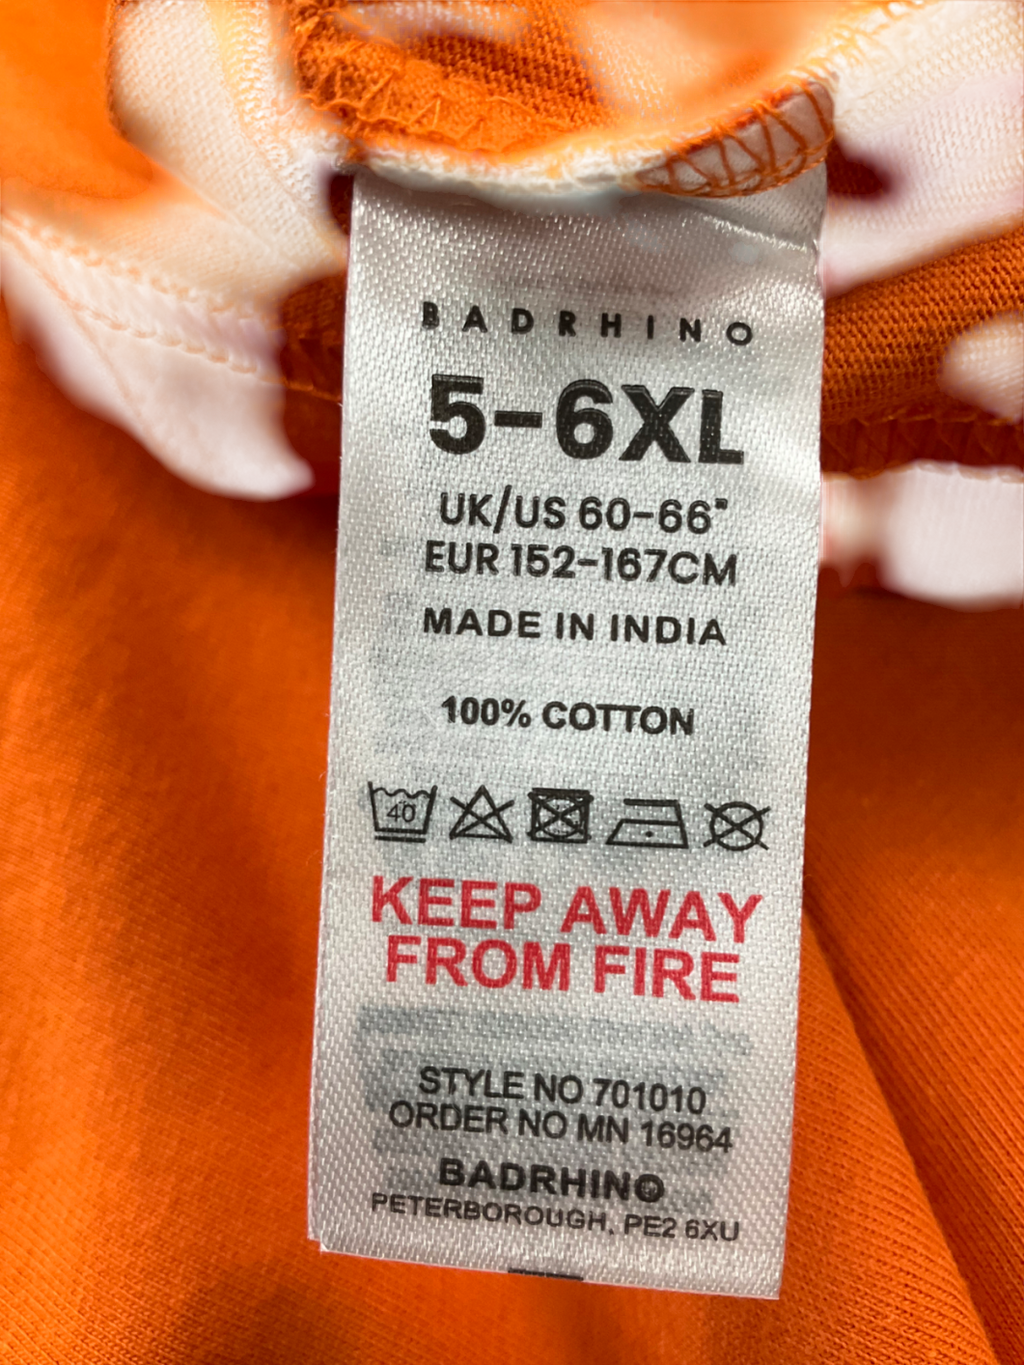 BADRHINO
5-6XL
UK/US 60-66"
EUR 152-167CM
MADE IN INDIA
100% COTTON
40
KEEP AWAY
FROM FIRE
STYLE NO 701010
ORDER NO MN 16964
BADRHINO
PETERBOROUGH, PE2 6XU